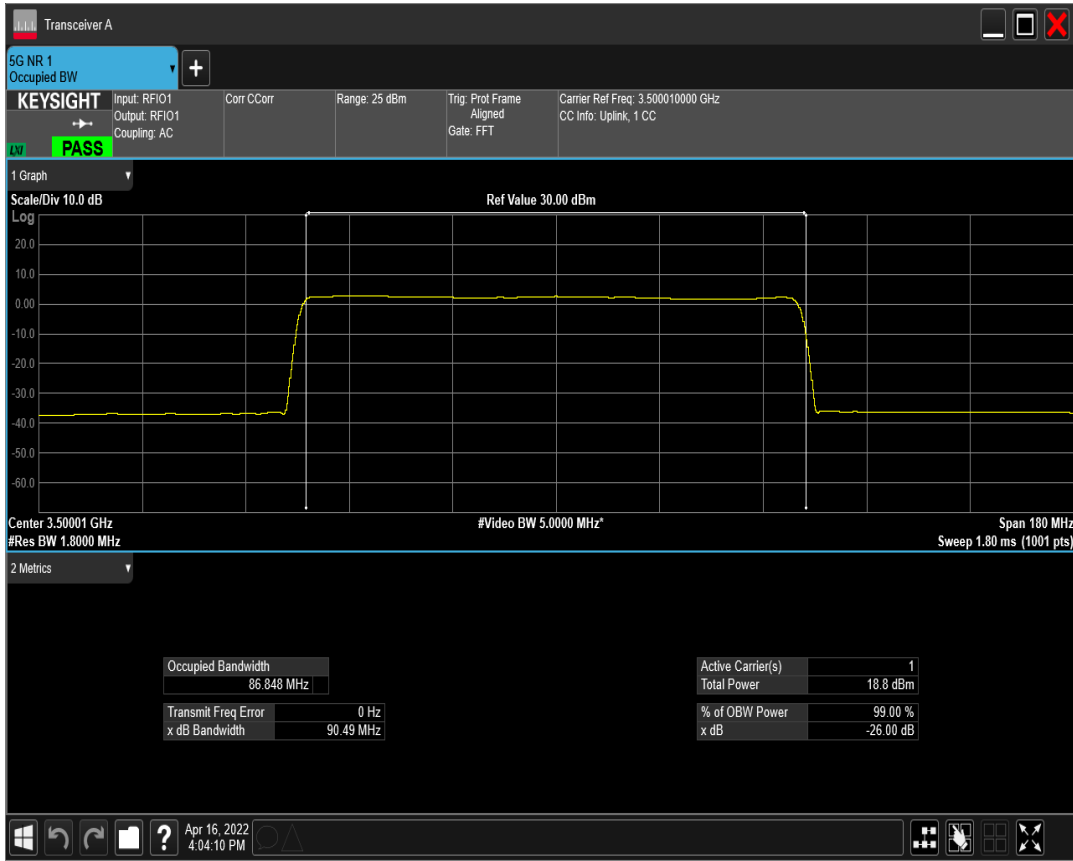 Transceiver A
5G NR 1
Occupied BW
KEYSIGHT
LXI
PASS
Input: RFIO1
Output: RFIO1
Coupling: AC
Corr CCorr
Range: 25 dBm
Trig: Prot Frame
Aligned
Gate: FFT
Carrier Ref Freq: 3.500010000 GHz
CC Info: Uplink, 1 CC
1 Graph
Scale/Div 10.0 dB
Ref Value 30.00 dBm
Log
20.0
10.0
0.00
-10.0
-20.0
-30.0
-40.0
-50.0
-60.0
Center 3.50001 GHz
#Video BW 5.0000 MHz*
Span 180 MHz
#Res BW 1.8000 MHz
Sweep 1.80 ms (1001 pts)
2 Metrics
Occupied Bandwidth
86.848 MHz
Transmit Freq Error 0 Hz
x dB Bandwidth 90.49 MHz
Active Carrier(s) 1
Total Power 18.8 dBm
% of OBW Power 99.00 %
x dB -26.00 dB
?
Apr 16, 2022
4:04:10 PM